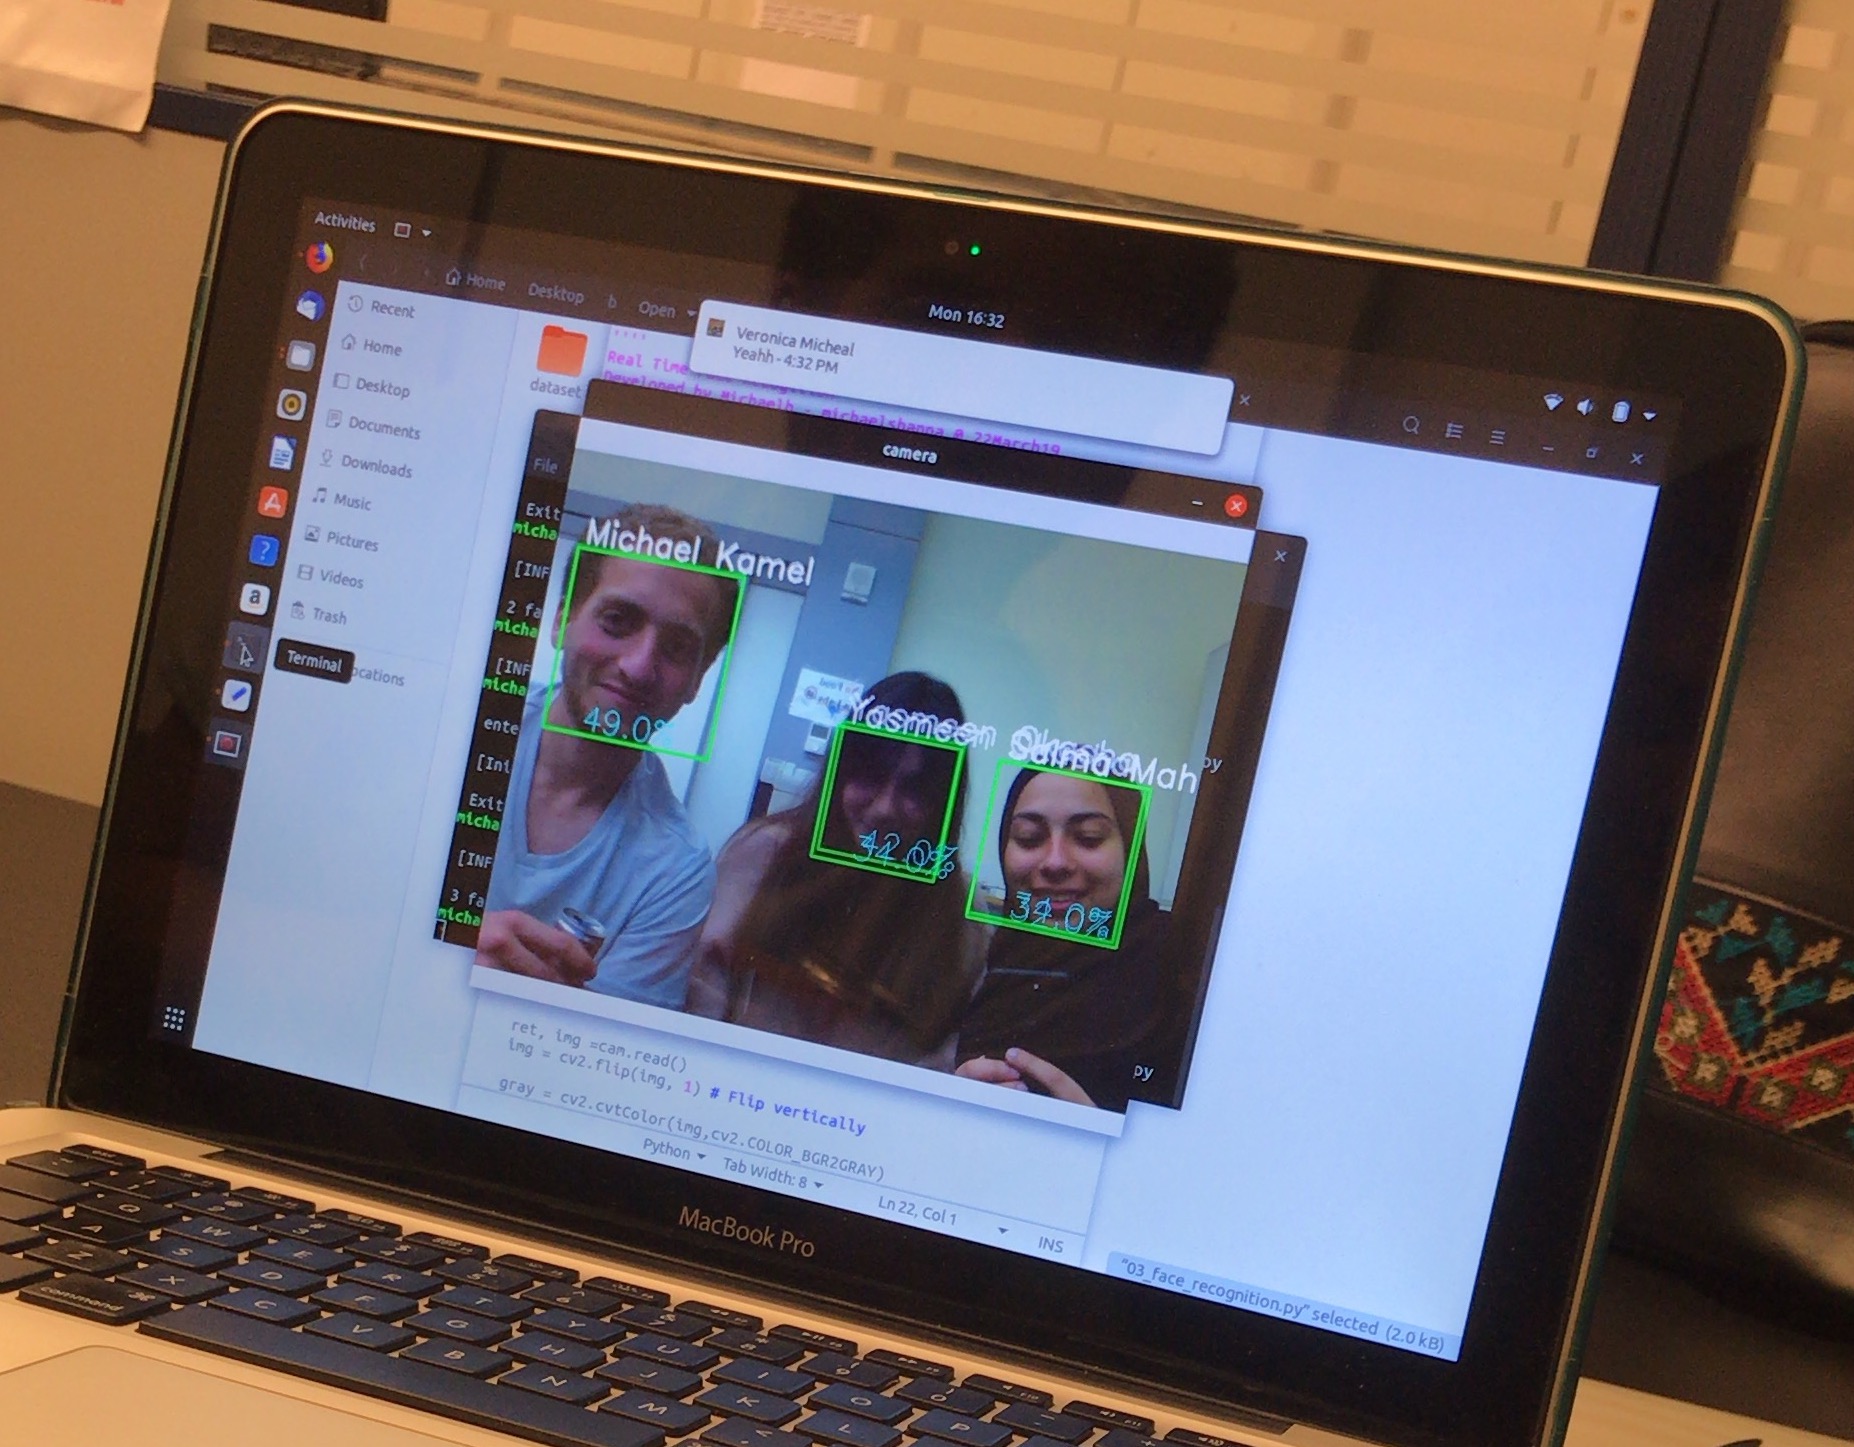 Activities
Mon 16:32
Home
Desktop
b
Open
Veronica Micheal
Yeahh - 4:32 PM
Recent
Home
Desktop
Documents
Downloads
Music
Pictures
Videos
Trash
ocations
Terminal
dataset
''''
Real Time
Developed by Michaelh - michaelshanna @ 22March19
camera
File
Exit
micha
[INF
2 fa
micha
[INF
micha
ente
[Ini
Exit
micha
[INF
3 fa
micha
Michael Kamel
49.0%
Yasmeen
34.0%
Salma Mah
34.0%
py
py
ret, img =cam.read()
img = cv2.flip(img, 1) # Flip vertically
gray = cv2.cvtColor(img,cv2.COLOR_BGR2GRAY)
Python
Tab Width: 8
Ln 22, Col 1
INS
"03_face_recognition.py" selected (2.0 kB)
MacBook Pro
Q W E R T Y U I O P
A S D F G H J K L
Z X C V B N M
command